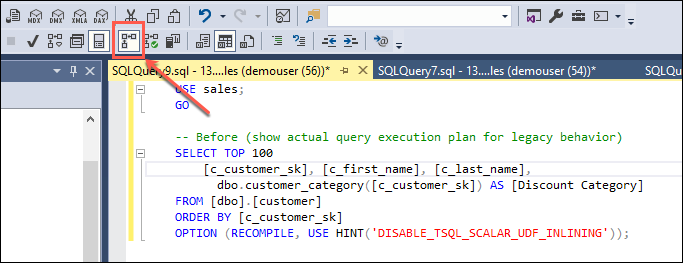 MDX DMX XMLA DAX
SQLQuery9.sql - 13....les (demouser (56))* SQLQuery7.sql - 13....les (demouser (54))* SQLQu
USE sales;
GO
-- Before (show actual query execution plan for legacy behavior)
SELECT TOP 100
[c_customer_sk], [c_first_name], [c_last_name],
dbo.customer_category([c_customer_sk]) AS [Discount Category]
FROM [dbo].[customer]
ORDER BY [c_customer_sk]
OPTION (RECOMPILE, USE HINT('DISABLE_TSQL_SCALAR_UDF_INLINING'));